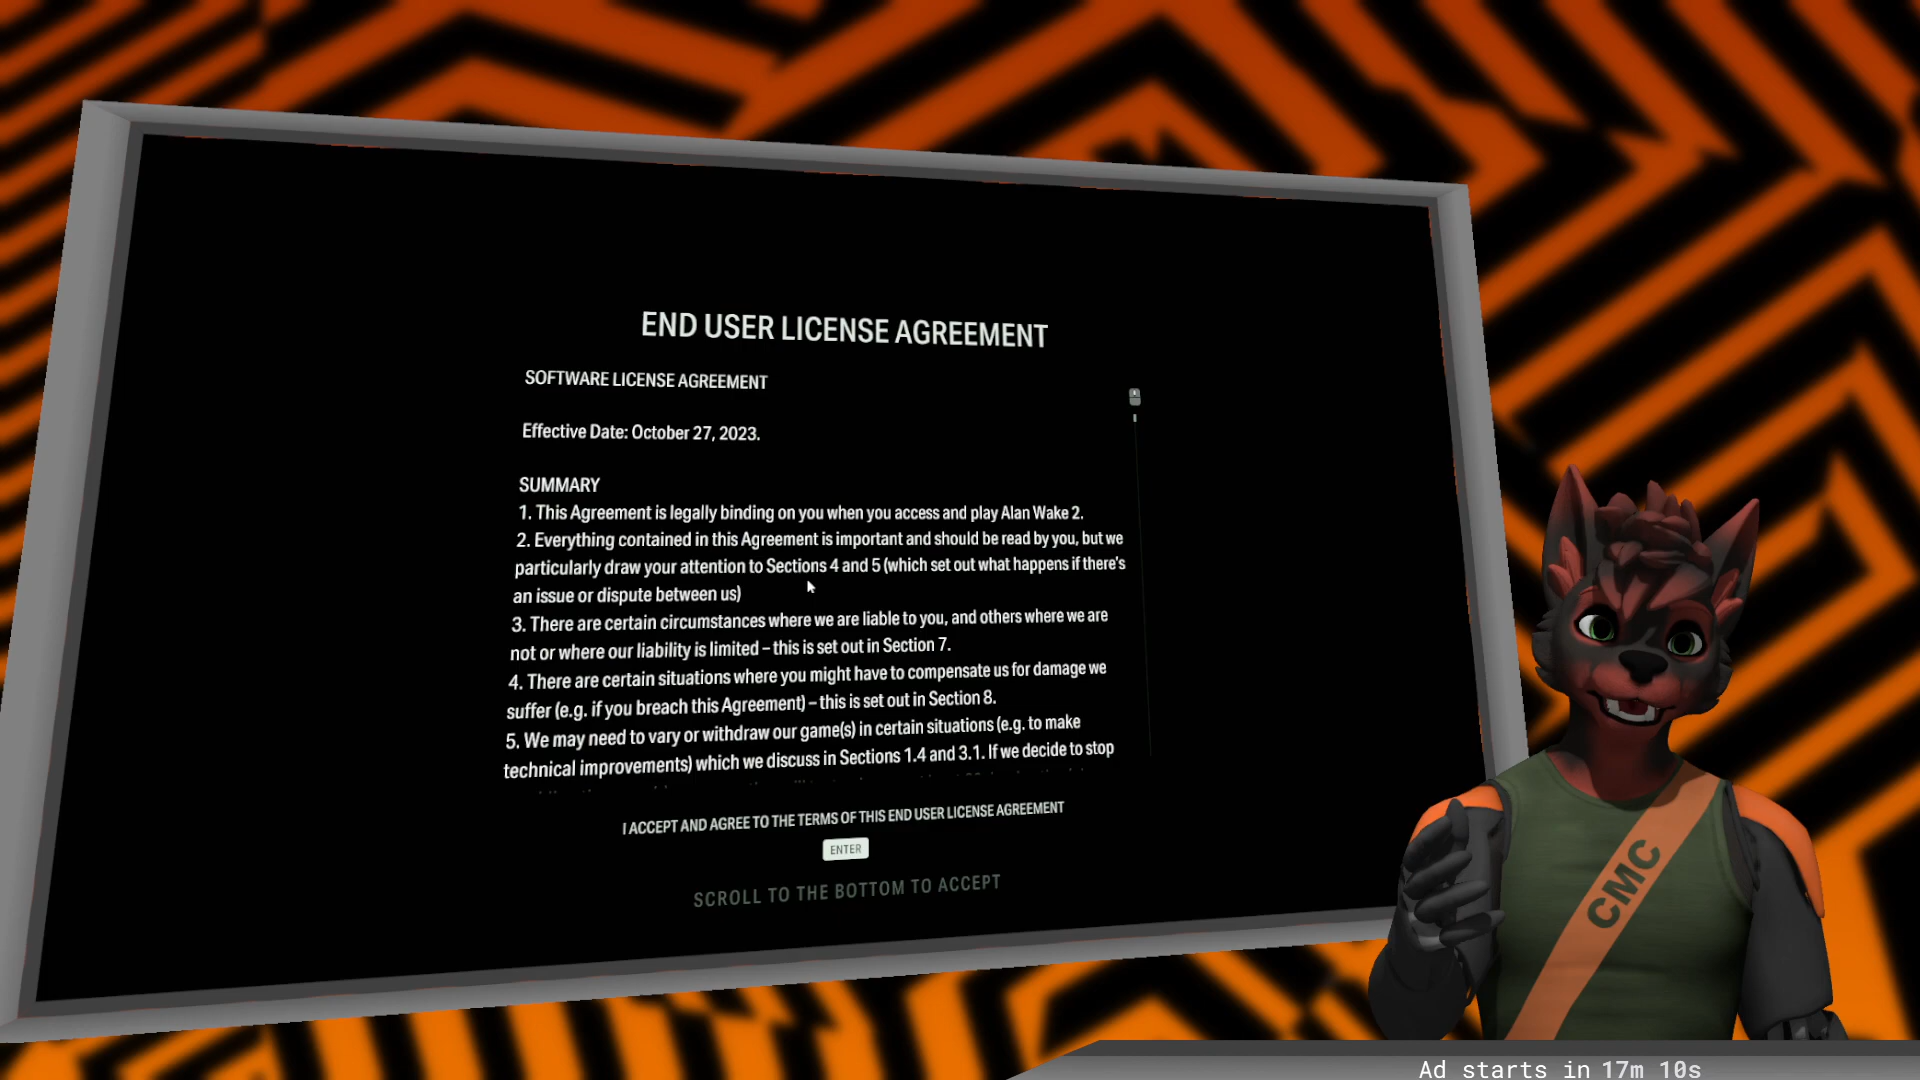 END USER LICENSE AGREEMENT
SOFTWARE LICENSE AGREEMENT
Effective Date: October 27, 2023.
SUMMARY
1. This Agreement is legally binding on you when you access and play Alan Wake 2.
2. Everything contained in this Agreement is important and should be read by you, but we
particularly draw your attention to Sections 4 and 5 (which set out what happens if there's
an issue or dispute between us)
3. There are certain circumstances where we are liable to you, and others where we are
not or where our liability is limited – this is set out in Section 7.
4. There are certain situations where you might have to compensate us for damage we
suffer (e.g. if you breach this Agreement) – this is set out in Section 8.
5. We may need to vary or withdraw our game(s) in certain situations (e.g. to make
technical improvements) which we discuss in Sections 1.4 and 3.1. If we decide to stop
I ACCEPT AND AGREE TO THE TERMS OF THIS END USER LICENSE AGREEMENT
ENTER
SCROLL TO THE BOTTOM TO ACCEPT
CMC
Ad starts in 17m 10s